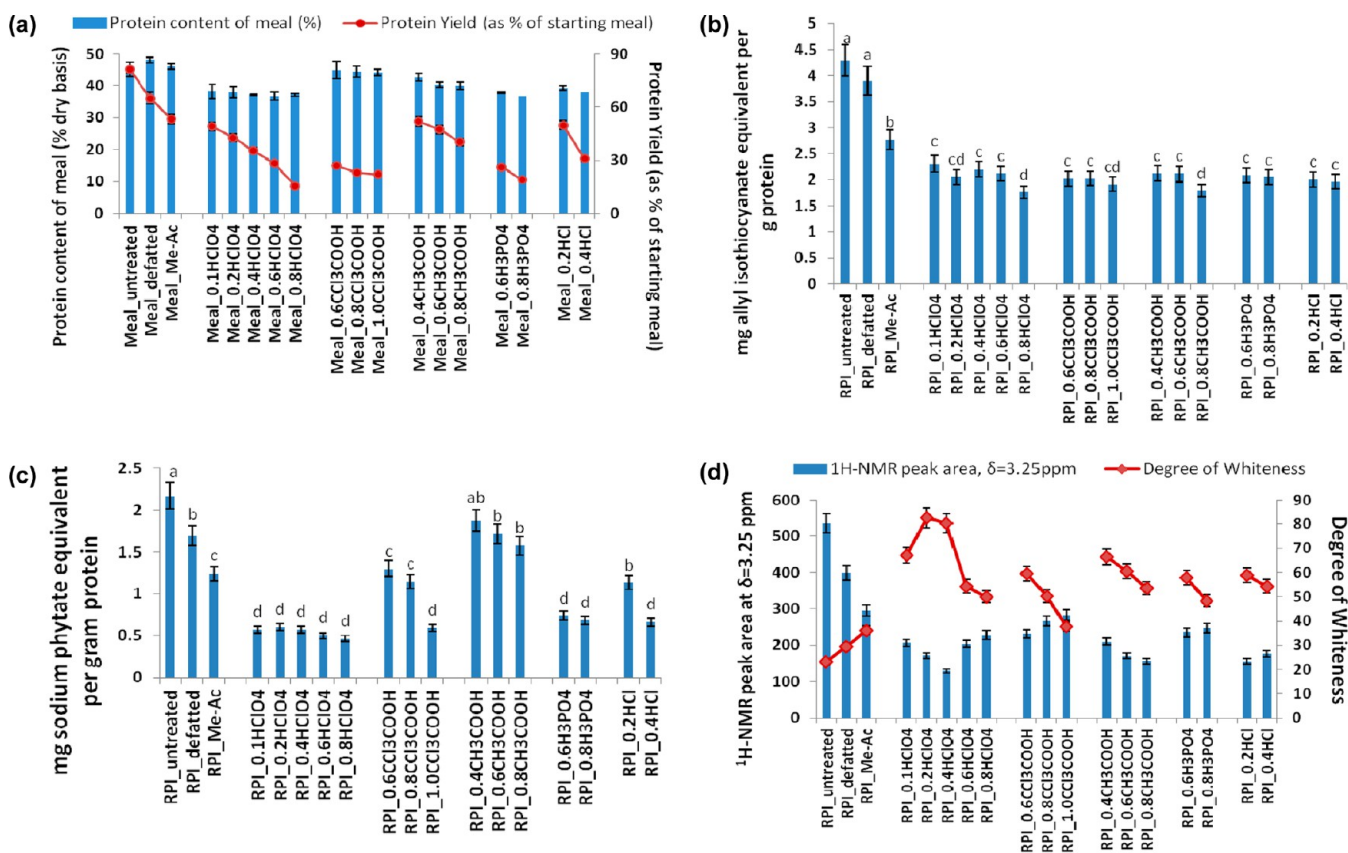 (a)
Protein content of meal (%)
Protein Yield (as % of starting meal)
Protein content of meal (% dry basis)
50
40
30
20
10
0
90
60
30
0
Protein Yield (as % of starting meal)
Meal_untreated
Meal_defatted
Meal_Me-Ac
Meal_0.1HClO4
Meal_0.2HClO4
Meal_0.4HClO4
Meal_0.6HClO4
Meal_0.8HClO4
Meal_0.6CCl3COOH
Meal_0.8CCl3COOH
Meal_1.0CCl3COOH
Meal_0.4CH3COOH
Meal_0.6CH3COOH
Meal_0.8CH3COOH
Meal_0.6H3PO4
Meal_0.8H3PO4
Meal_0.2HCl
Meal_0.4HCl
(b)
mg allyl isothiocyanate equivalent per
g protein
5
4.5
4
3.5
3
2.5
2
1.5
1
0.5
0
a
a
b
c
cd
c
c
d
c
c
cd
c
c
d
c
c
c
c
RPI_untreated
RPI_defatted
RPI_Me-Ac
RPI_0.1HClO4
RPI_0.2HClO4
RPI_0.4HClO4
RPI_0.6HClO4
RPI_0.8HClO4
RPI_0.6CCl3COOH
RPI_0.8CCl3COOH
RPI_1.0CCl3COOH
RPI_0.4CH3COOH
RPI_0.6CH3COOH
RPI_0.8CH3COOH
RPI_0.6H3PO4
RPI_0.8H3PO4
RPI_0.2HCl
RPI_0.4HCl
(c)
mg sodium phytate equivalent
per gram protein
2.5
2
1.5
1
0.5
0
a
b
c
d
d
d
d
d
c
c
d
ab
b
b
d
d
b
d
RPI_untreated
RPI_defatted
RPI_Me-Ac
RPI_0.1HClO4
RPI_0.2HClO4
RPI_0.4HClO4
RPI_0.6HClO4
RPI_0.8HClO4
RPI_0.6CCl3COOH
RPI_0.8CCl3COOH
RPI_1.0CCl3COOH
RPI_0.4CH3COOH
RPI_0.6CH3COOH
RPI_0.8CH3COOH
RPI_0.6H3PO4
RPI_0.8H3PO4
RPI_0.2HCl
RPI_0.4HCl
(d)
1H-NMR peak area, δ=3.25ppm
Degree of Whiteness
¹H-NMR peak area at δ=3.25 ppm
600
500
400
300
200
100
0
90
80
70
60
50
40
30
20
10
0
Degree of Whiteness
RPI_untreated
RPI_defatted
RPI_Me-Ac
RPI_0.1HClO4
RPI_0.2HClO4
RPI_0.4HClO4
RPI_0.6HClO4
RPI_0.8HClO4
RPI_0.6CCl3COOH
RPI_0.8CCl3COOH
RPI_1.0CCl3COOH
RPI_0.4CH3COOH
RPI_0.6CH3COOH
RPI_0.8CH3COOH
RPI_0.6H3PO4
RPI_0.8H3PO4
RPI_0.2HCl
RPI_0.4HCl